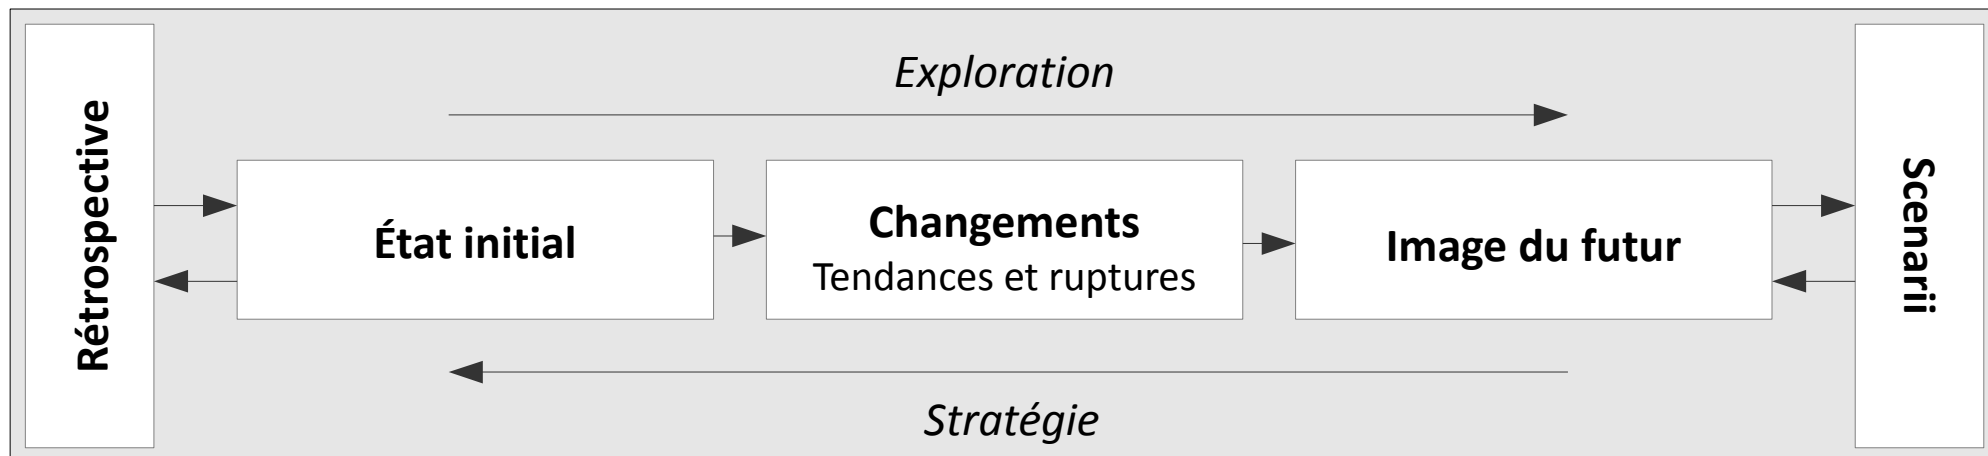 Exploration
Rétrospective
État initial
Changements
Tendances et ruptures
Image du futur
Scenarii
Stratégie